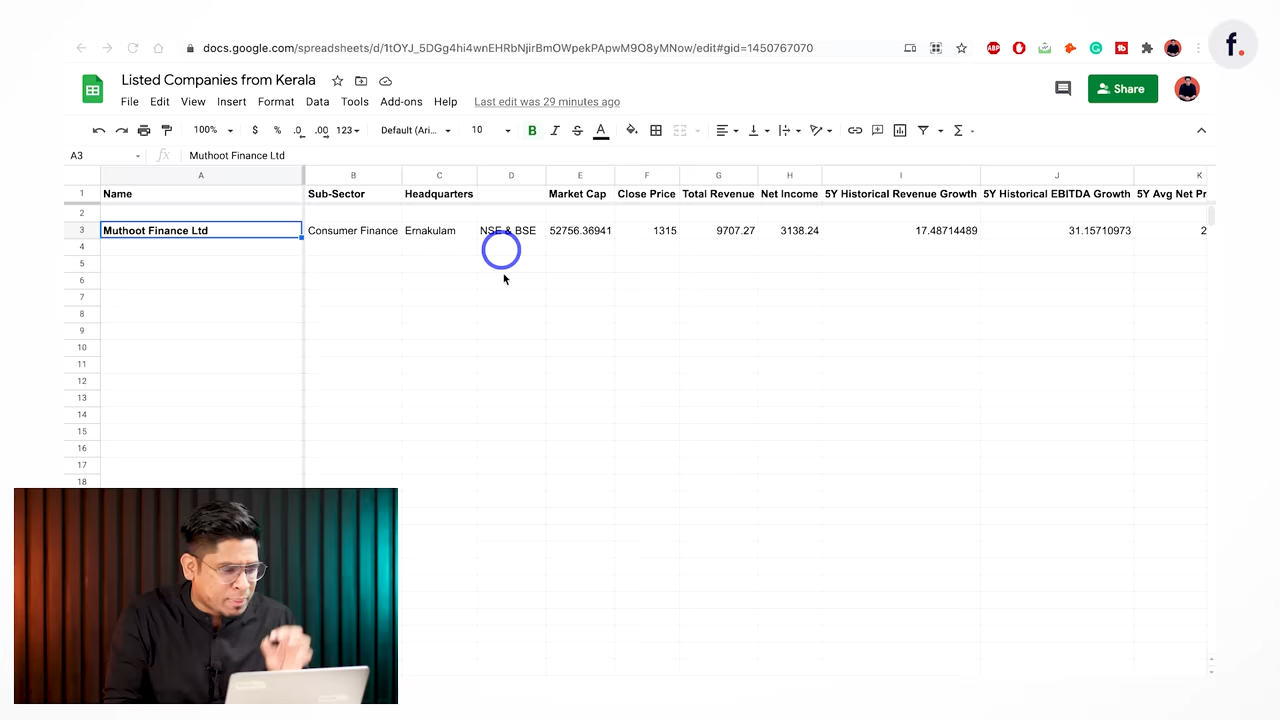 docs.google.com/spreadsheets/d/1tOYJ_5DGg4hi4wnEHRbNjirBmOWpekPApwM9O8yMNow/edit#gid=1450767070
f.
Listed Companies from Kerala
File Edit View Insert Format Data Tools Add-ons Help Last edit was 29 minutes ago
Share
100% $ % .0 .00 123 Default (Ari... 10 B I S A
A3 fx Muthoot Finance Ltd
A B C D E F G H I J K
1 Name Sub-Sector Headquarters Market Cap Close Price Total Revenue Net Income 5Y Historical Revenue Growth 5Y Historical EBITDA Growth 5Y Avg Net Pr
2
3 Muthoot Finance Ltd Consumer Finance Ernakulam NSE & BSE 52756.36941 1315 9707.27 3138.24 17.48714489 31.15710973 2
4
5
6
7
8
9
10
11
12
13
14
15
16
17
18